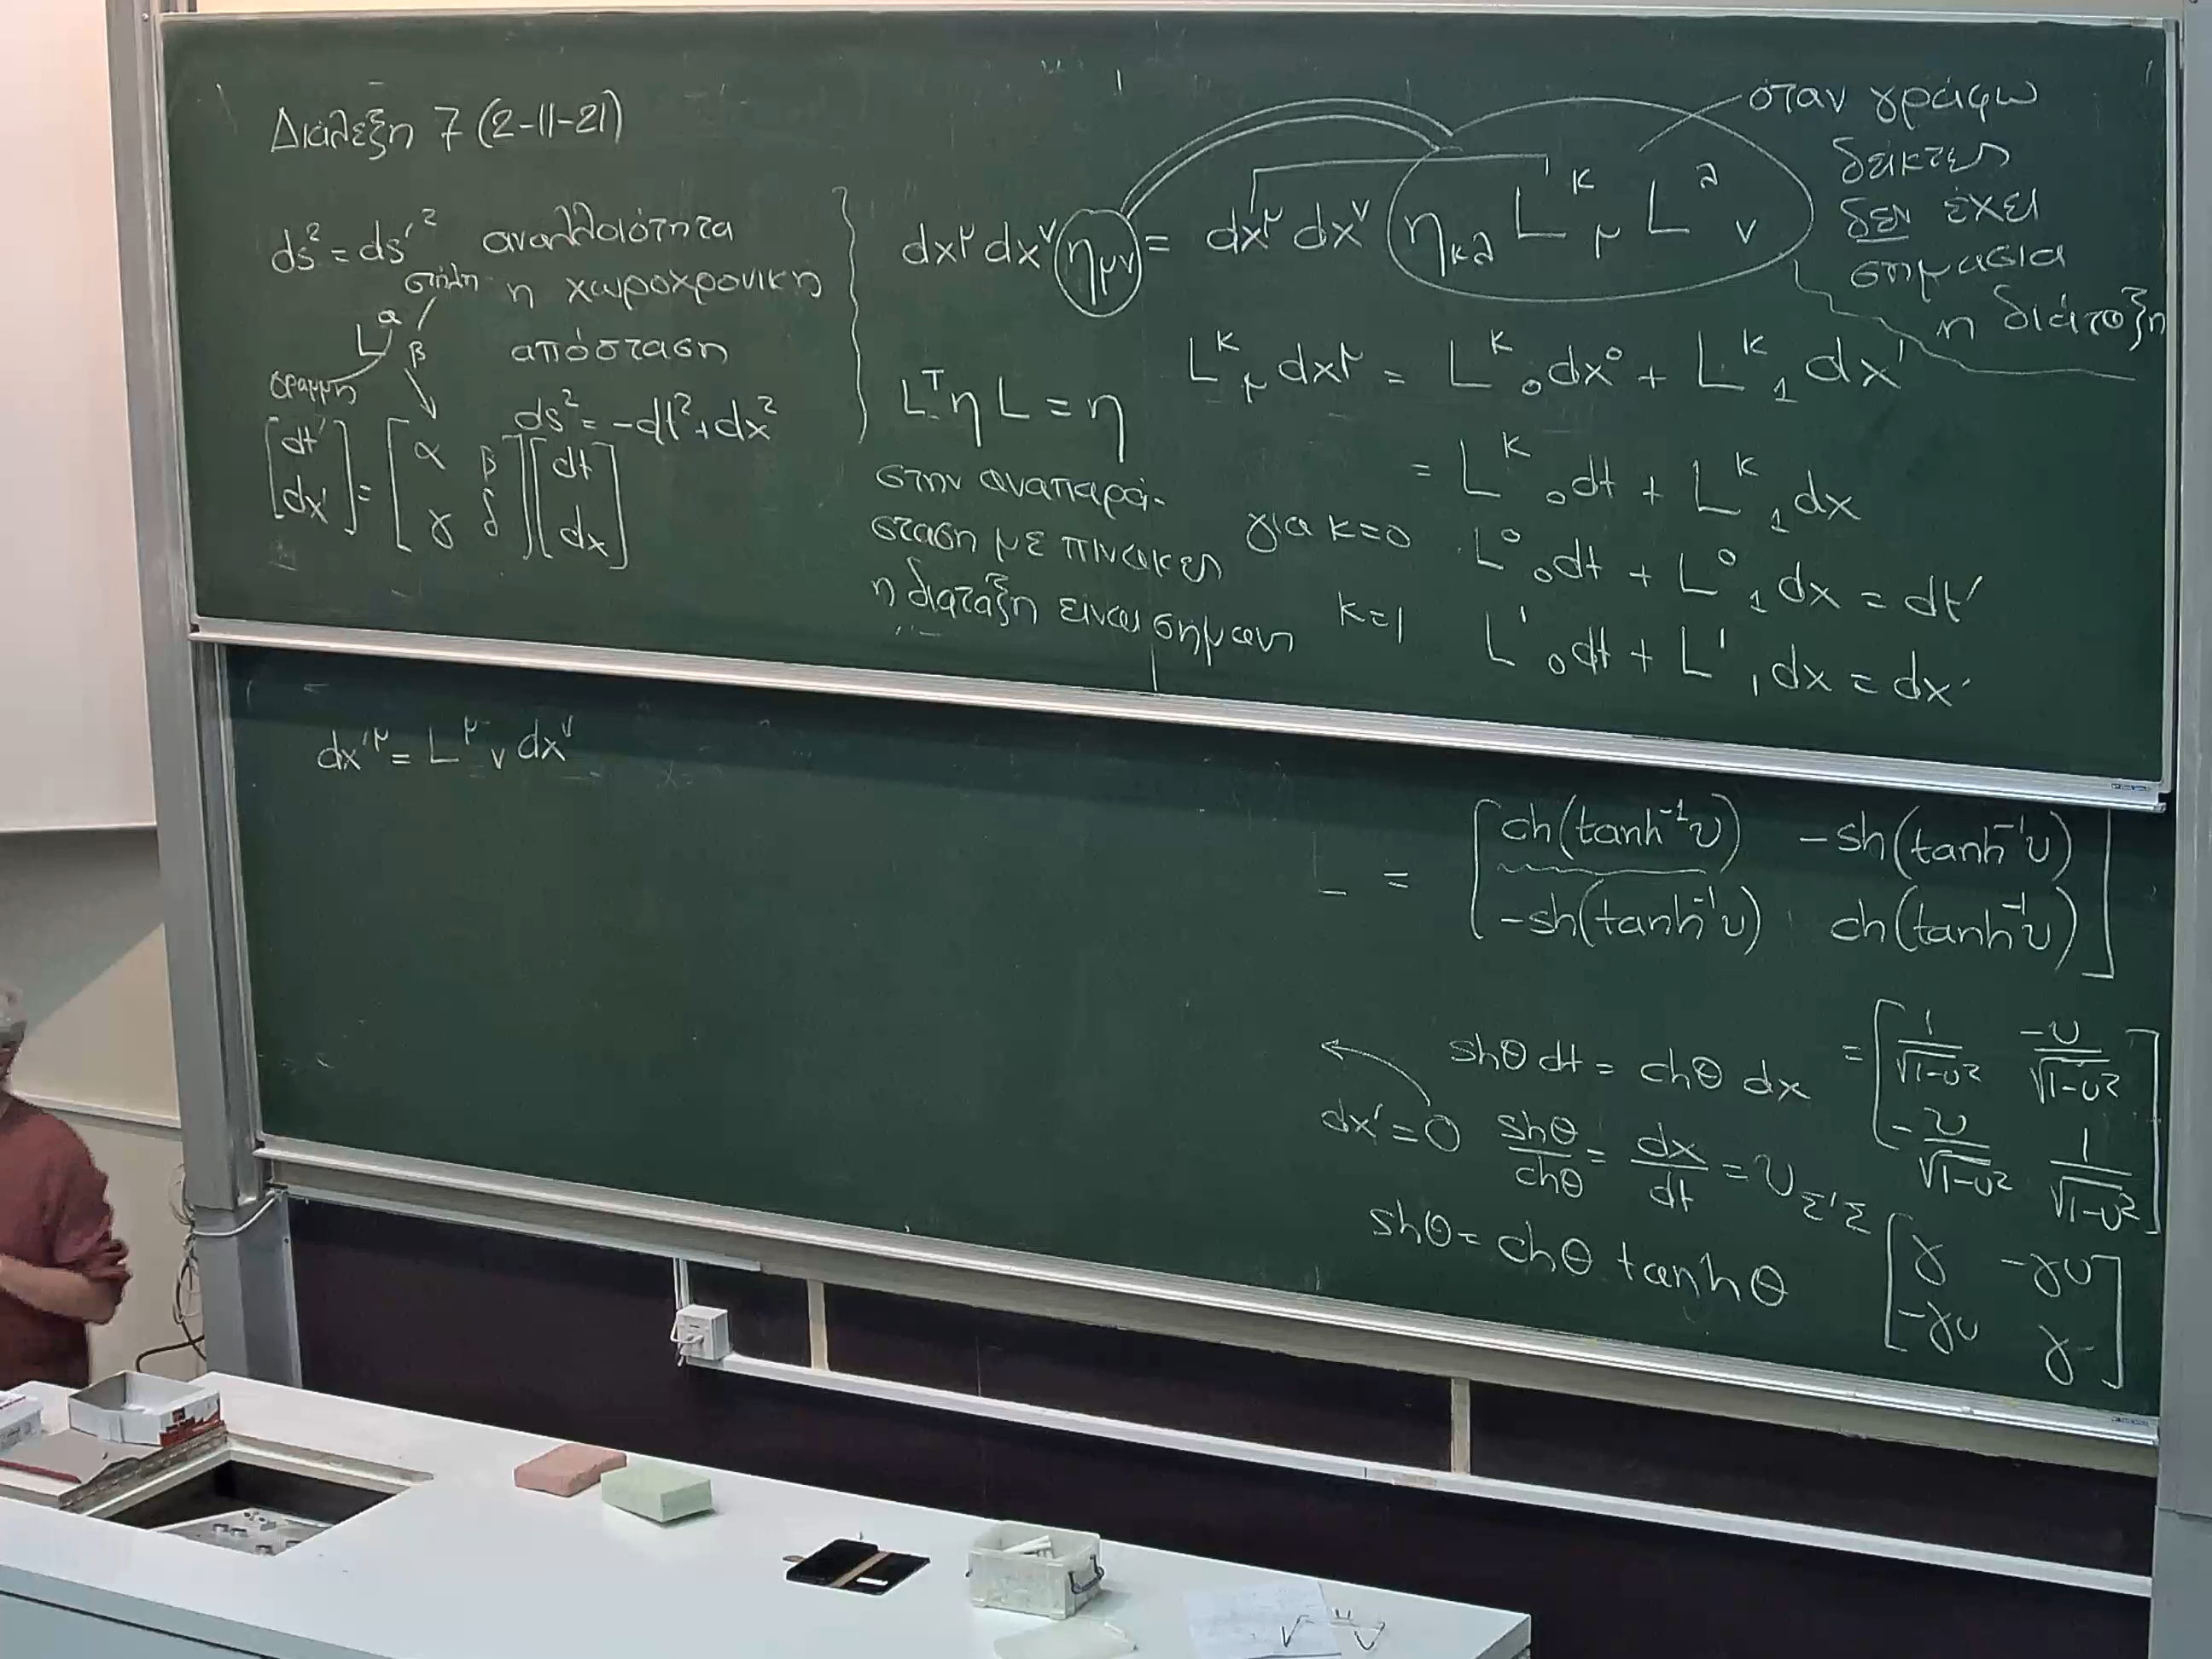 Διάλεξη 7 (2-11-21)
ds² = ds'² αναλλοιότητα
η χωροχρονική
απόσταση
ds² = -dt² + dx²
στήλη
L^α_β
γραμμή
[dt' dx'] = [α β γ δ] [dt dx]
dx^μ dx^ν η_μν = dx^μ dx^ν η_κλ L^κ_μ L^λ_ν
όταν γράφω
δείκτες
δεν έχει
σημασία
η διάταξη
L^T η L = η
στην αναπαρά-
σταση με πίνακες
η διάταξη είναι σημαν
L^κ_μ dx^μ = L^κ_0 dx^0 + L^κ_1 dx^1
= L^κ_0 dt + L^κ_1 dx
για κ=0 L^0_0 dt + L^0_1 dx = dt'
κ=1 L^1_0 dt + L^1_1 dx = dx'
dx'^μ = L^μ_ν dx^ν
L = [ch(tanh⁻¹υ) -sh(tanh⁻¹υ)
-sh(tanh⁻¹υ) ch(tanh⁻¹υ)]
= [1/√1-υ² -υ/√1-υ²
-υ/√1-υ² 1/√1-υ²]
shθ dt = chθ dx
dx' = 0 shθ/chθ = dx/dt = υ_Σ'Σ
shθ = chθ tanhθ
[γ -γυ
-γυ γ]